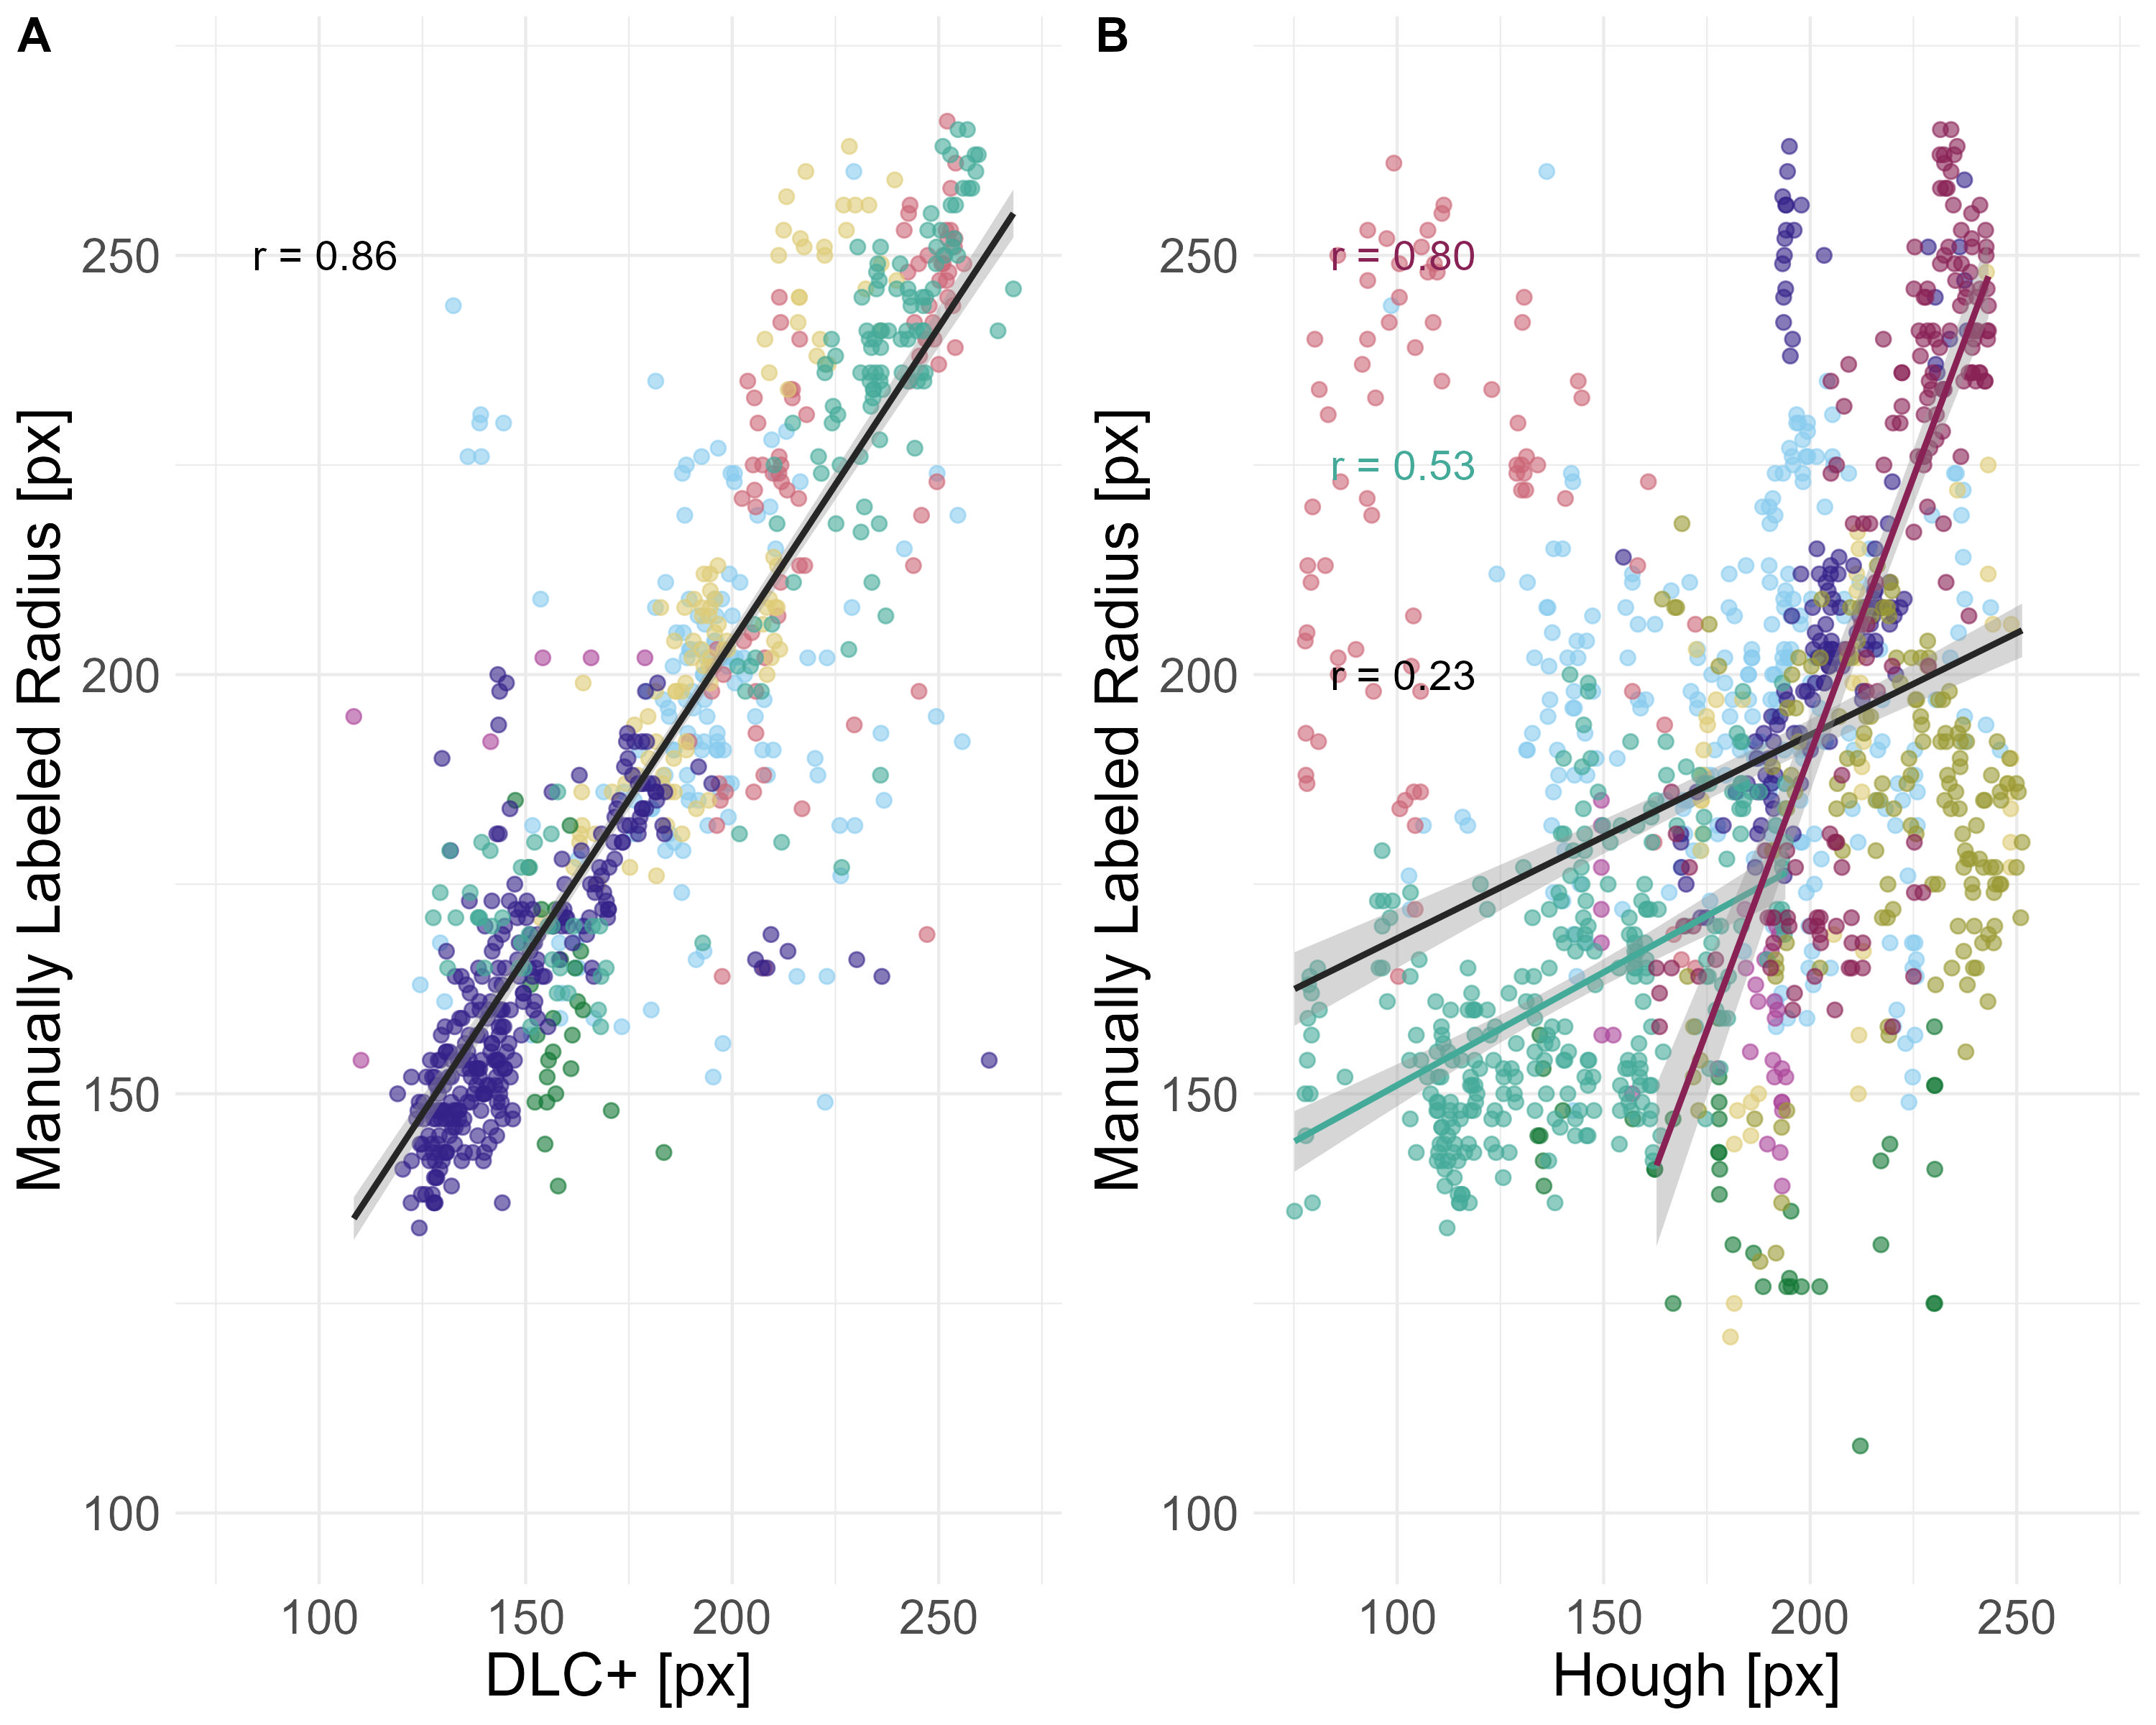 A
Manually Labeled Radius [px]
250
200
150
100
r = 0.86
100 150 200 250
DLC+ [px]
B
Manually Labeled Radius [px]
250
200
150
100
r = 0.80
r = 0.53
r = 0.23
100 150 200 250
Hough [px]